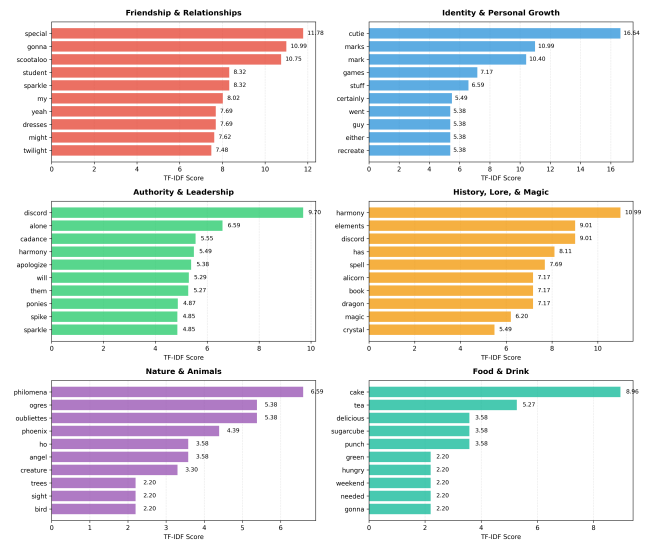 Friendship & Relationships
special 11.78
gonna 10.99
scootaloo 10.75
student 8.32
sparkle 8.32
my 8.02
yeah 7.69
dresses 7.69
might 7.62
twilight 7.48
0 2 4 6 8 10 12
TF-IDF Score
Identity & Personal Growth
cutie 16.64
marks 10.99
mark 10.40
games 7.17
stuff 6.59
certainly 5.49
went 5.38
guy 5.38
either 5.38
recreate 5.38
0 2 4 6 8 10 12 14 16
TF-IDF Score
Authority & Leadership
discord 9.70
alone 6.59
cadance 5.55
harmony 5.49
apologize 5.38
will 5.29
them 5.27
ponies 4.87
spike 4.85
sparkle 4.85
0 2 4 6 8 10
TF-IDF Score
History, Lore, & Magic
harmony 10.99
elements 9.01
discord 9.01
has 8.11
spell 7.69
alicorn 7.17
book 7.17
dragon 7.17
magic 6.20
crystal 5.49
0 2 4 6 8 10
TF-IDF Score
Nature & Animals
philomena 6.59
ogres 5.38
oubliettes 5.38
phoenix 4.39
ho 3.58
angel 3.58
creature 3.30
trees 2.20
sight 2.20
bird 2.20
0 1 2 3 4 5 6
TF-IDF Score
Food & Drink
cake 8.96
tea 5.27
delicious 3.58
sugarcube 3.58
punch 3.58
green 2.20
hungry 2.20
weekend 2.20
needed 2.20
gonna 2.20
0 2 4 6 8
TF-IDF Score